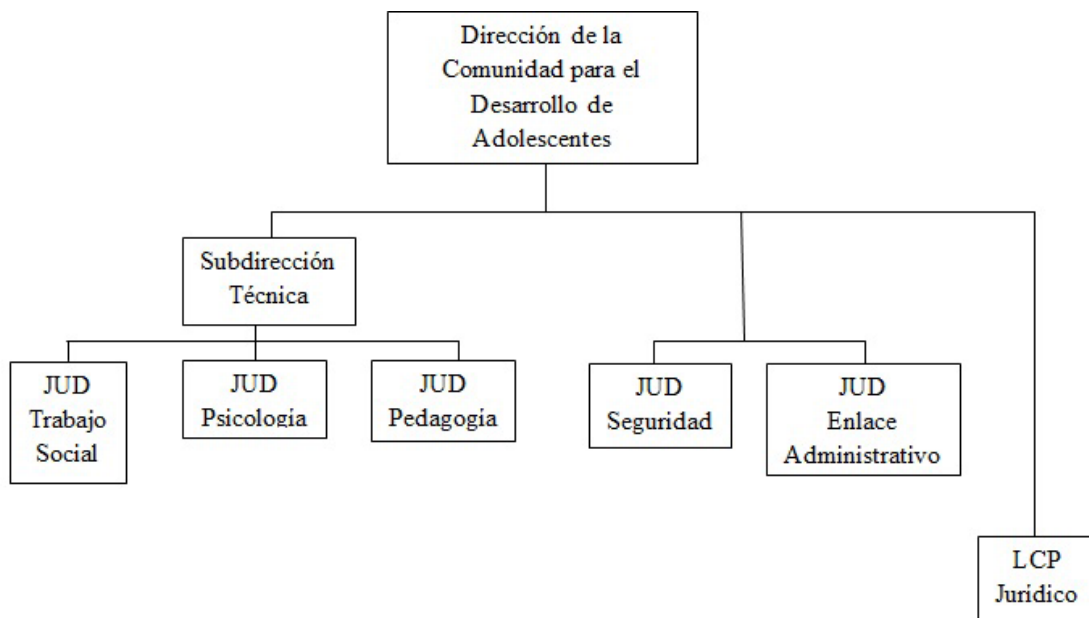 Dirección de la
Comunidad para el
Desarrollo de
Adolescentes
Subdirección
Técnica
JUD
Trabajo
Social
JUD
Psicología
JUD
Pedagogía
JUD
Seguridad
JUD
Enlace
Administrativo
LCP
Jurídico